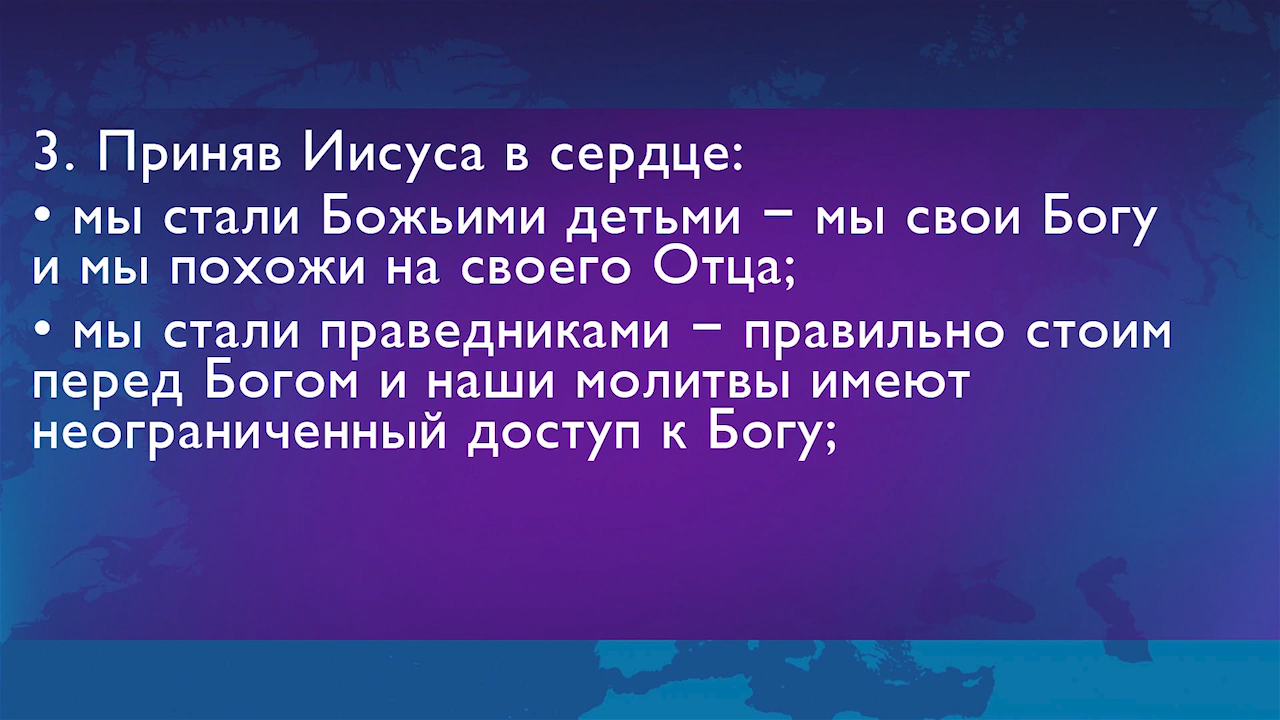 3. Приняв Иисуса в сердце:
• мы стали Божьими детьми – мы свои Богу
и мы похожи на своего Отца;
• мы стали праведниками – правильно стоим
перед Богом и наши молитвы имеют
неограниченный доступ к Богу;